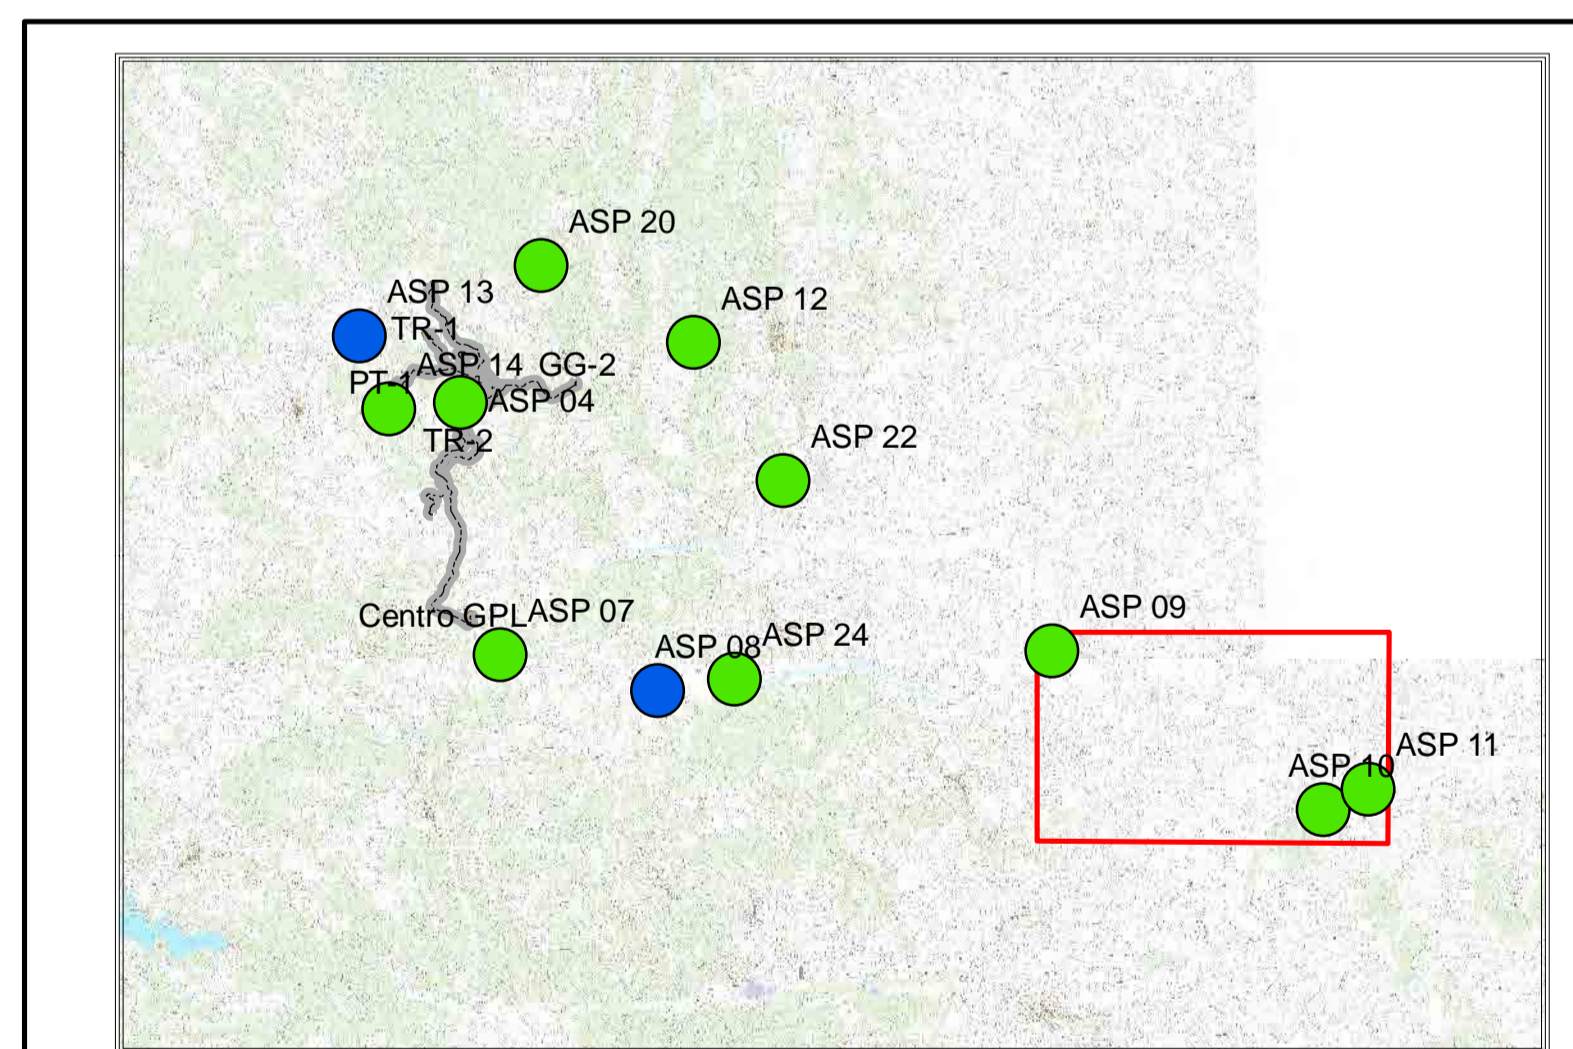 ASP 20
ASP 13
ASP 12
TR-1
ASP 14
GG-2
PT-1
ASP 04
TR-2
ASP 22
Centro GPL
ASP 07
ASP 09
ASP 08
ASP 24
ASP 11
ASP 10